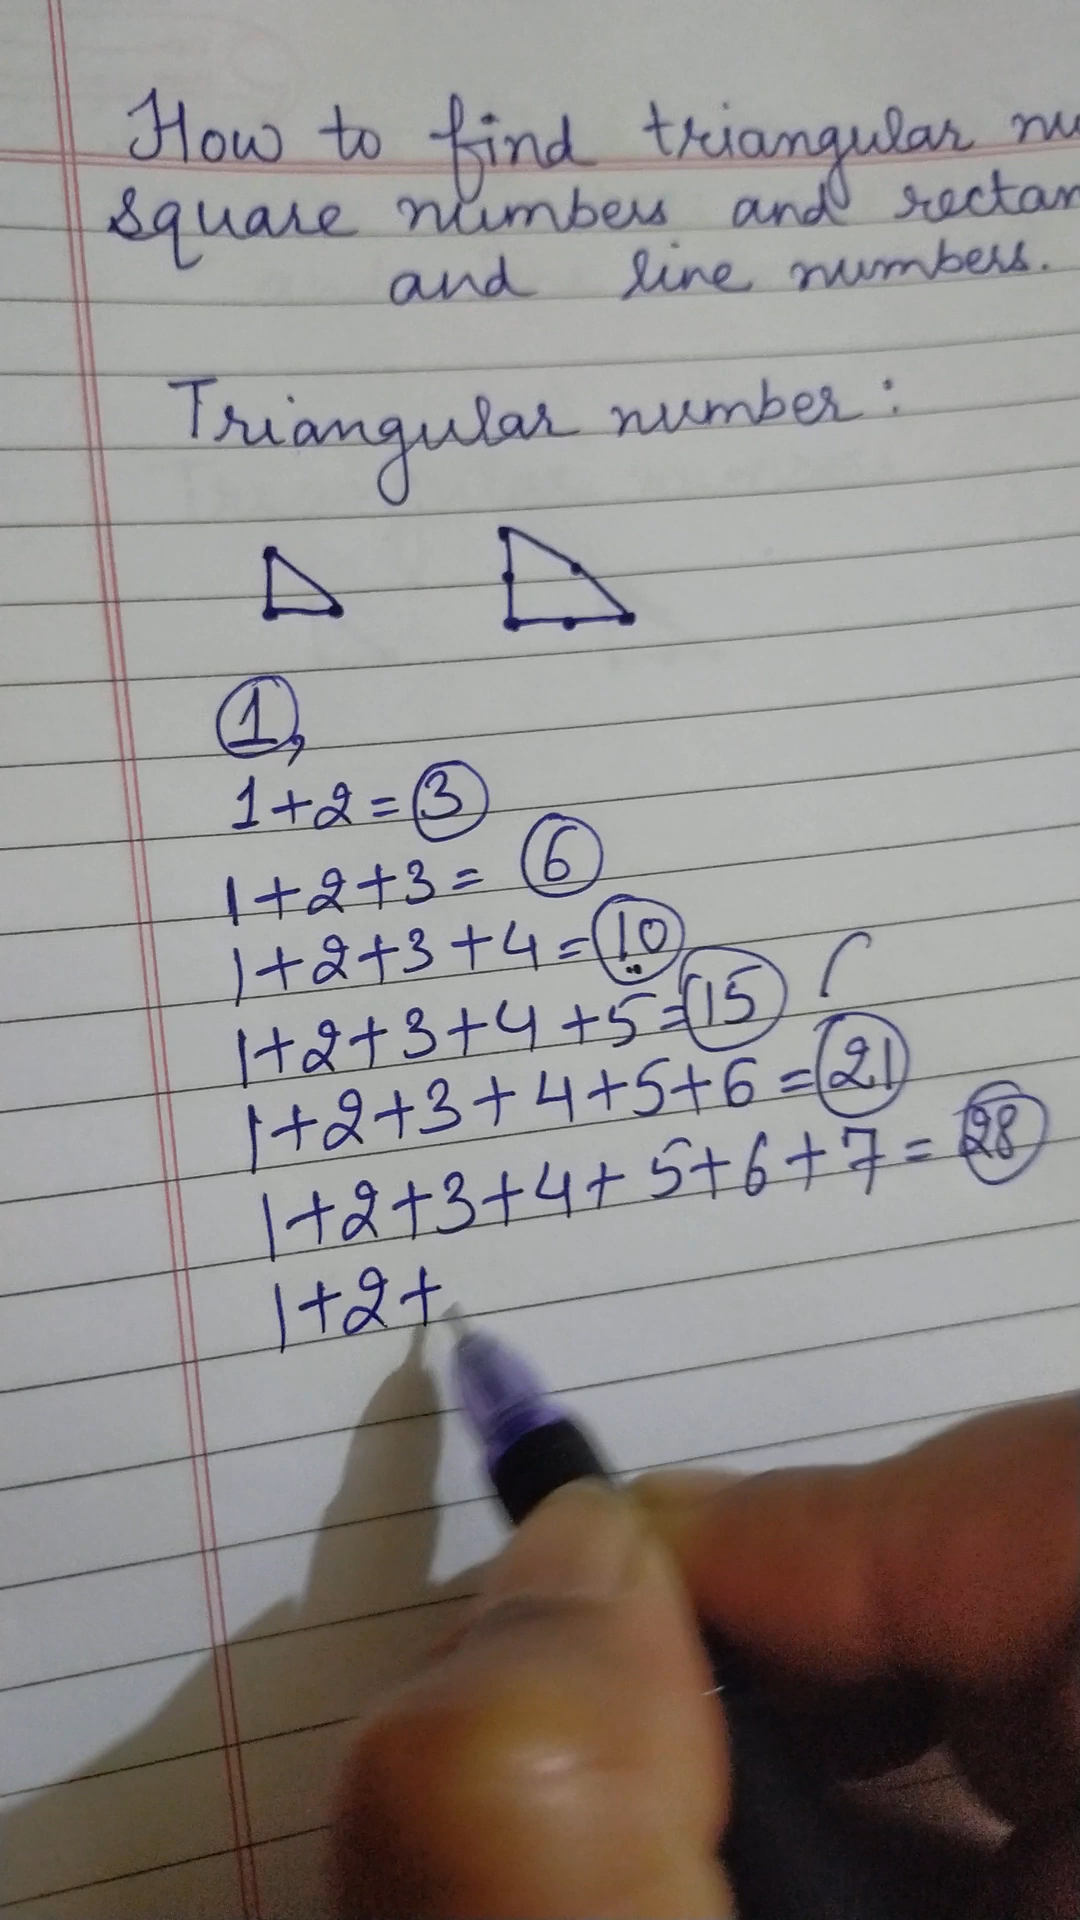 How to find triangular
square numbers and
and line numbers.
Triangular number :
1,
1+2=3
1+2+3= 6
1+2+3+4=10
1+2+3+4+5=15
1+2+3+4+5+6=21
1+2+3+4+5+6+7=28
1+2+